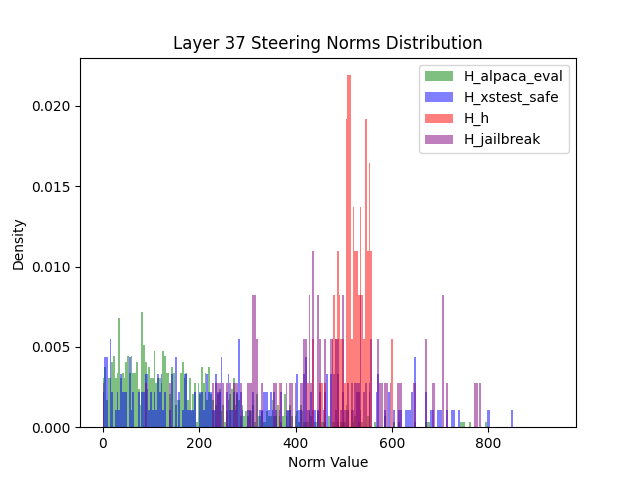 Layer 37 Steering Norms Distribution
H_alpaca_eval
H_xstest_safe
H_h
H_jailbreak
Density
0.020
0.015
0.010
0.005
0.000
0 200 400 600 800
Norm Value